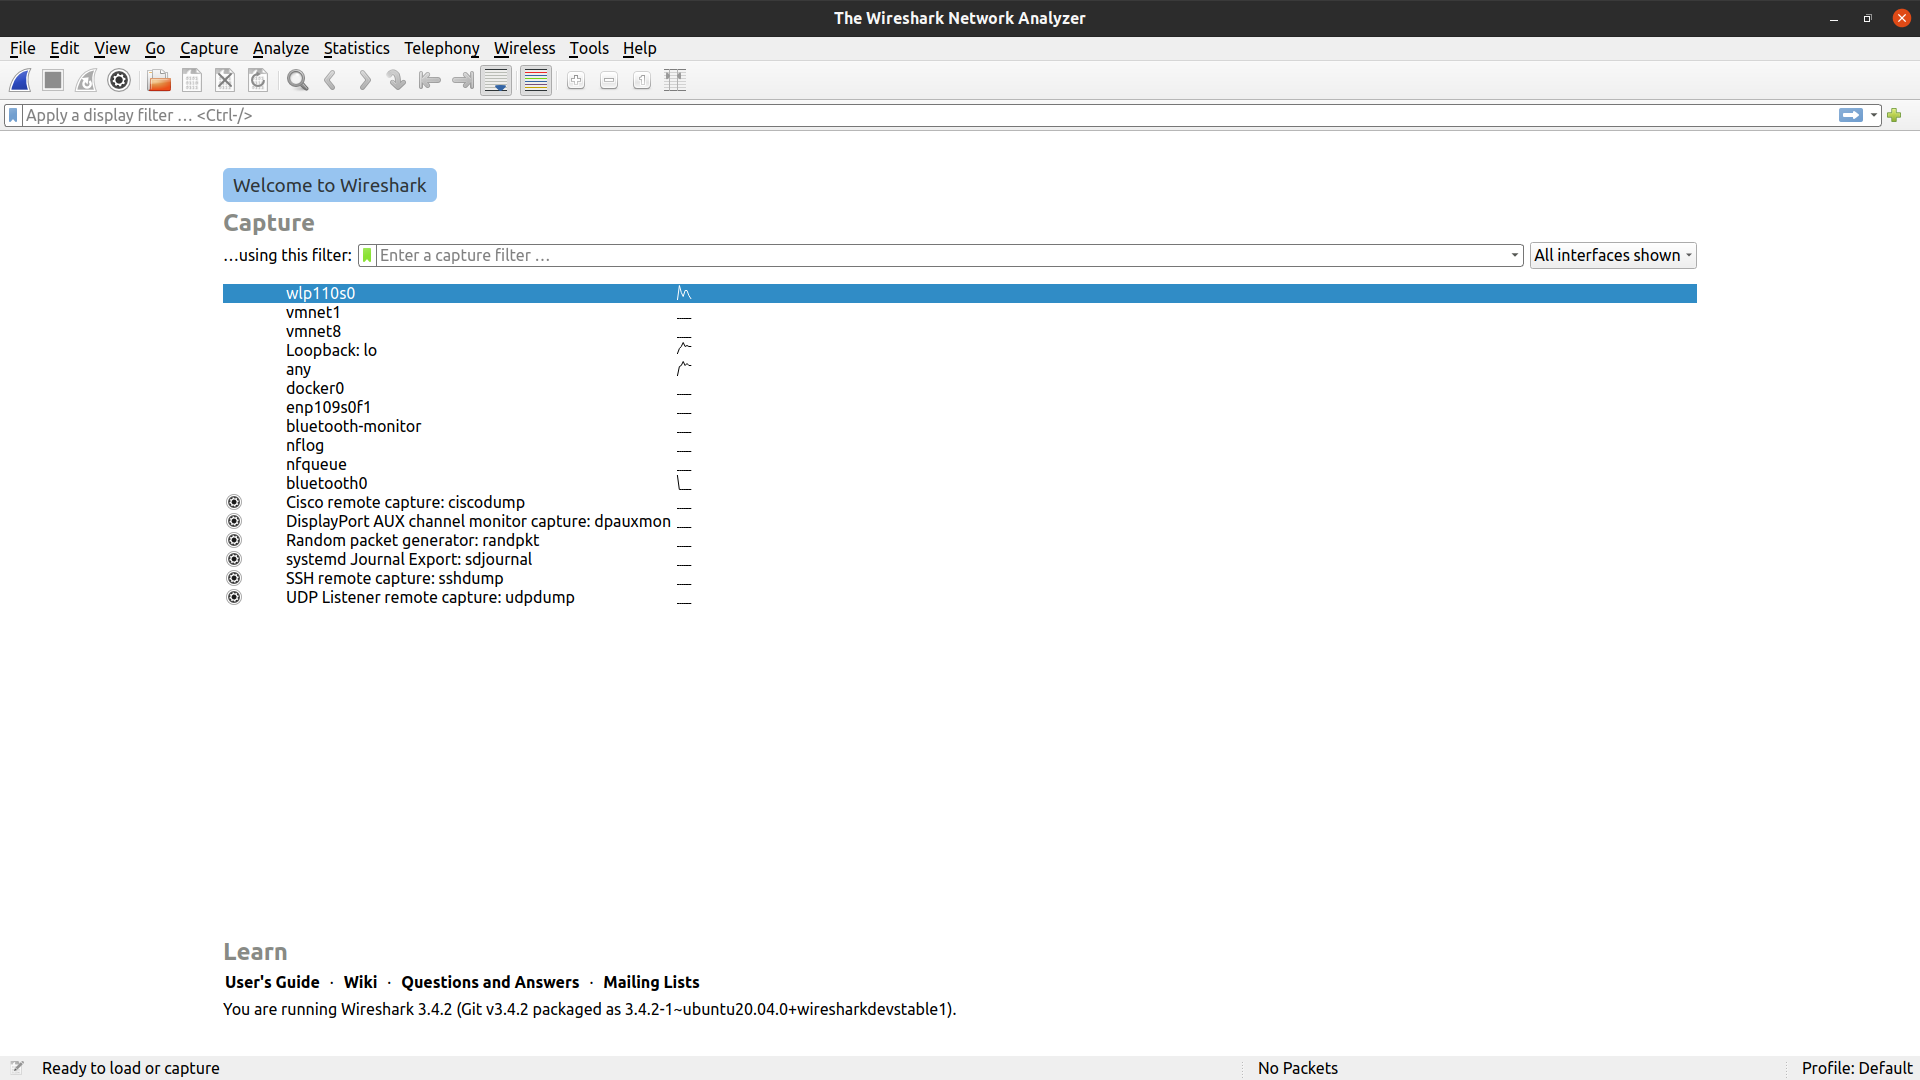 The Wireshark Network Analyzer
File Edit View Go Capture Analyze Statistics Telephony Wireless Tools Help
Apply a display filter … <Ctrl-/>
Welcome to Wireshark
Capture
…using this filter: Enter a capture filter … All interfaces shown
wlp110s0
vmnet1
vmnet8
Loopback: lo
any
docker0
enp109s0f1
bluetooth-monitor
nflog
nfqueue
bluetooth0
Cisco remote capture: ciscodump
DisplayPort AUX channel monitor capture: dpauxmon
Random packet generator: randpkt
systemd Journal Export: sdjournal
SSH remote capture: sshdump
UDP Listener remote capture: udpdump
Learn
User's Guide · Wiki · Questions and Answers · Mailing Lists
You are running Wireshark 3.4.2 (Git v3.4.2 packaged as 3.4.2-1~ubuntu20.04.0+wiresharkdevstable1).
Ready to load or capture No Packets Profile: Default